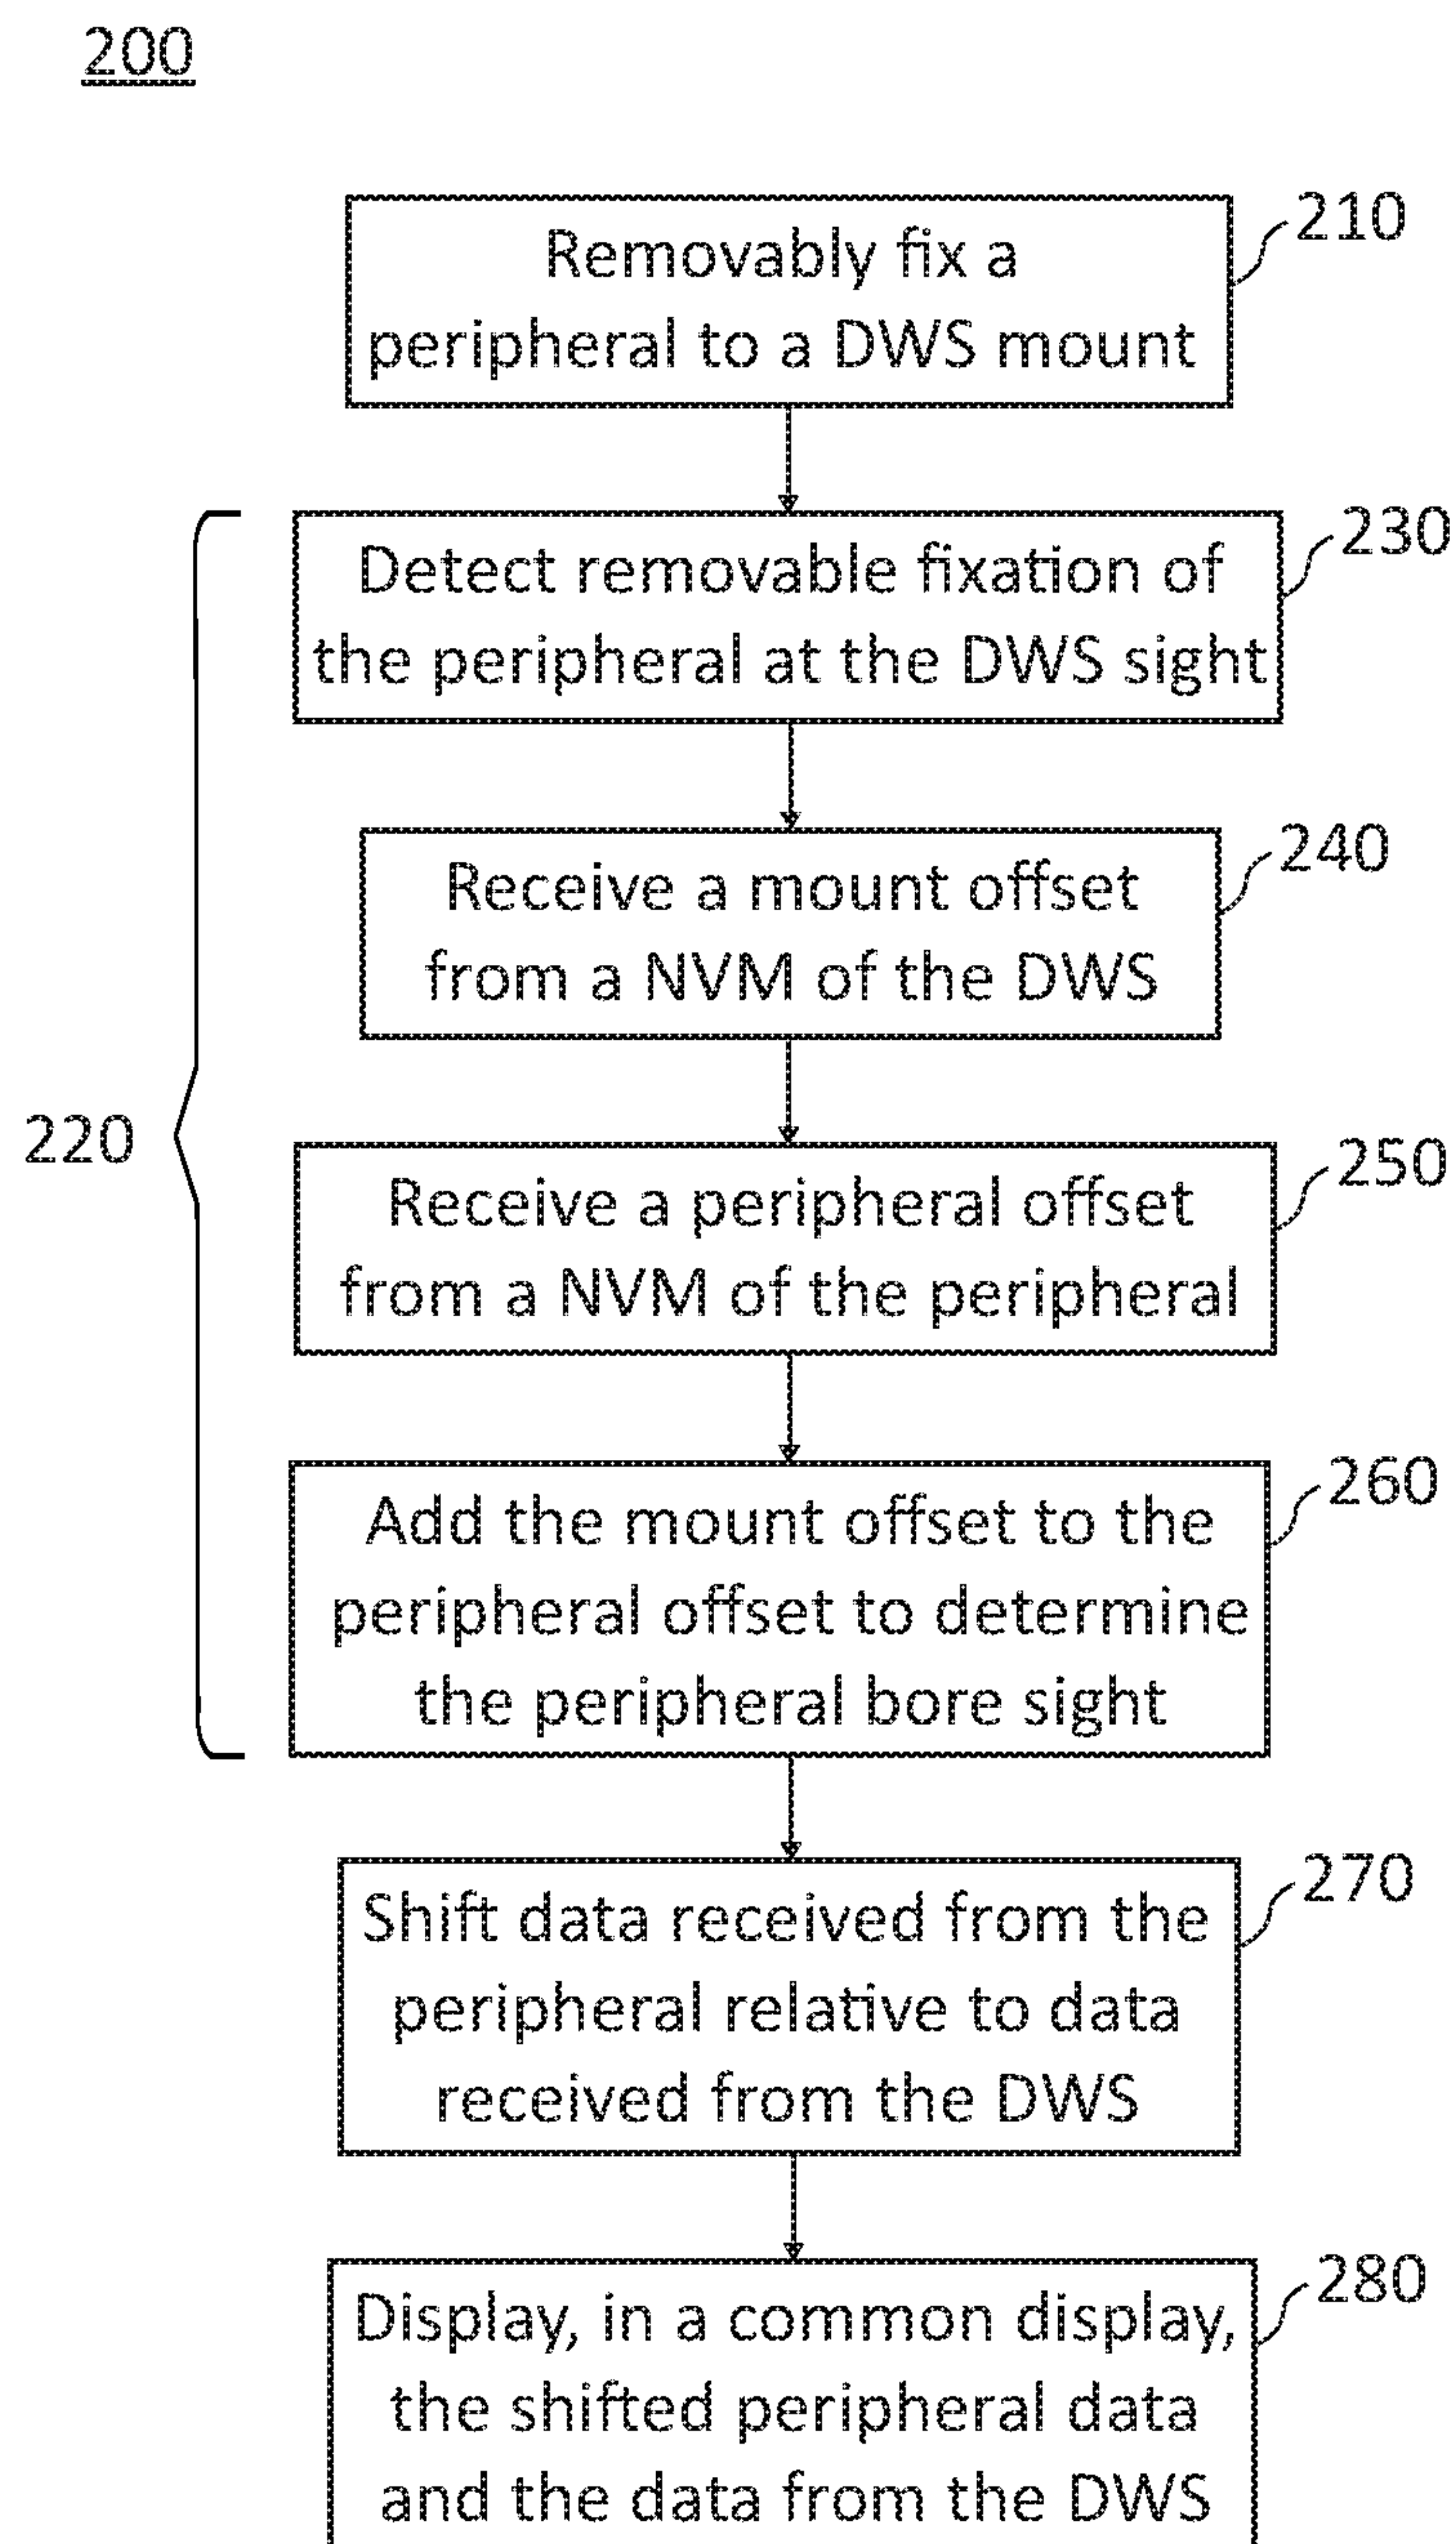 200
Removably fix a
peripheral to a DWS mount
210
Detect removable fixation of
the peripheral at the DWS sight
230
Receive a mount offset
from a NVM of the DWS
240
220
Receive a peripheral offset
from a NVM of the peripheral
250
Add the mount offset to the
peripheral offset to determine
the peripheral bore sight
260
Shift data received from the
peripheral relative to data
received from the DWS
270
Display, in a common display,
the shifted peripheral data
and the data from the DWS
280